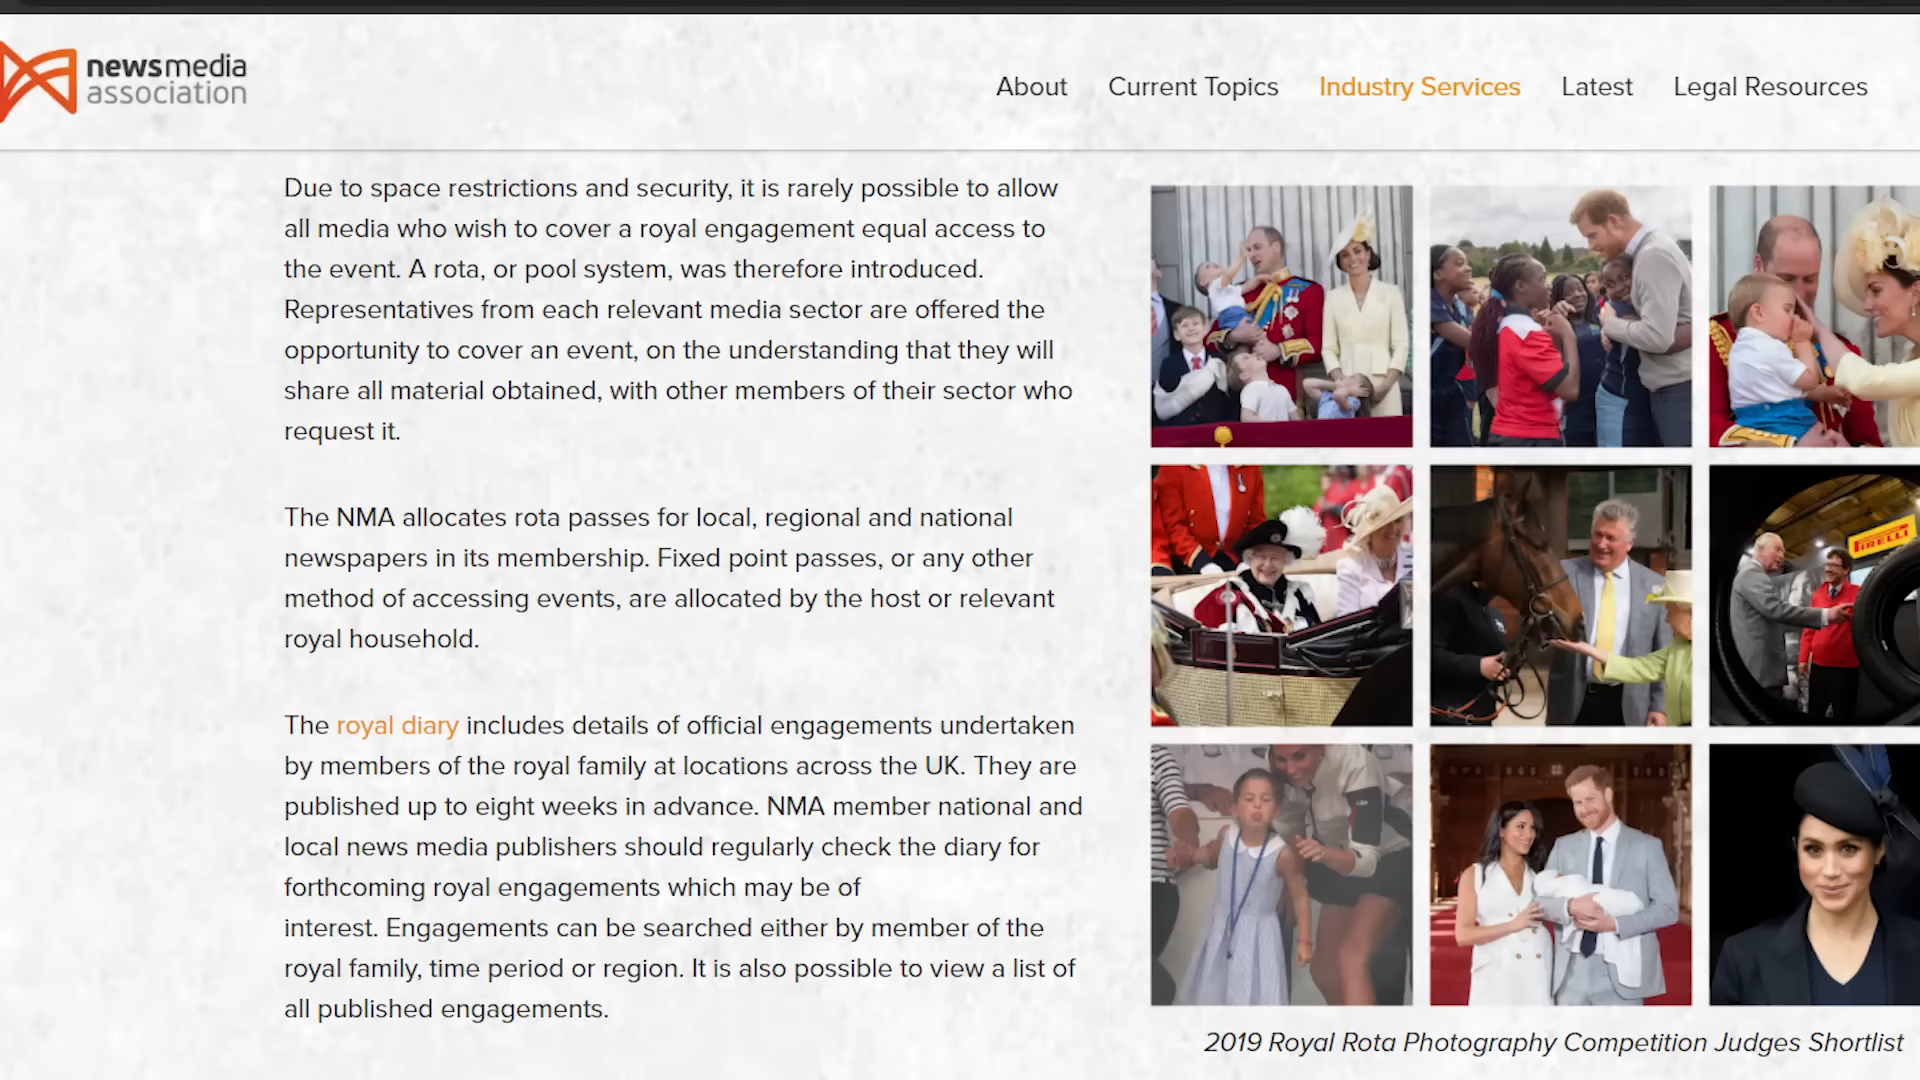 newsmedia
association
About Current Topics Industry Services Latest Legal Resources
Due to space restrictions and security, it is rarely possible to allow
all media who wish to cover a royal engagement equal access to
the event. A rota, or pool system, was therefore introduced.
Representatives from each relevant media sector are offered the
opportunity to cover an event, on the understanding that they will
share all material obtained, with other members of their sector who
request it.
The NMA allocates rota passes for local, regional and national
newspapers in its membership. Fixed point passes, or any other
method of accessing events, are allocated by the host or relevant
royal household.
The royal diary includes details of official engagements undertaken
by members of the royal family at locations across the UK. They are
published up to eight weeks in advance. NMA member national and
local news media publishers should regularly check the diary for
forthcoming royal engagements which may be of
interest. Engagements can be searched either by member of the
royal family, time period or region. It is also possible to view a list of
all published engagements.
PIRELLI
2019 Royal Rota Photography Competition Judges Shortlist